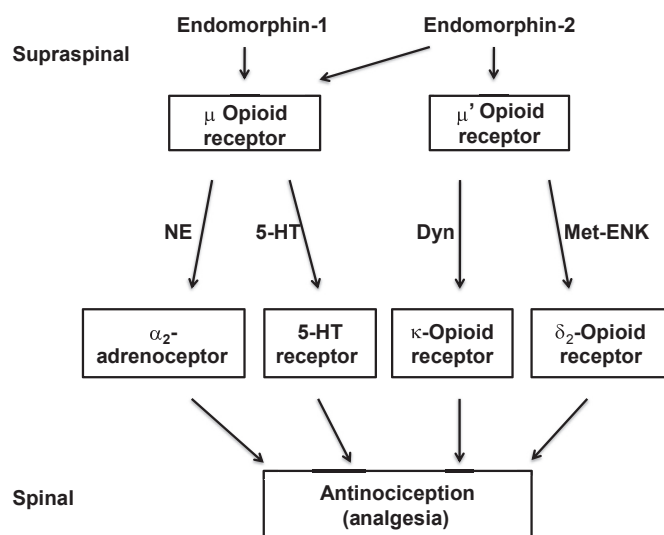 Endomorphin-1 Endomorphin-2
Supraspinal
μ Opioid
receptor
μ’ Opioid
receptor
NE 5-HT Dyn Met-ENK
α₂-
adrenoceptor
5-HT
receptor
κ-Opioid
receptor
δ₂-Opioid
receptor
Spinal
Antinociception
(analgesia)